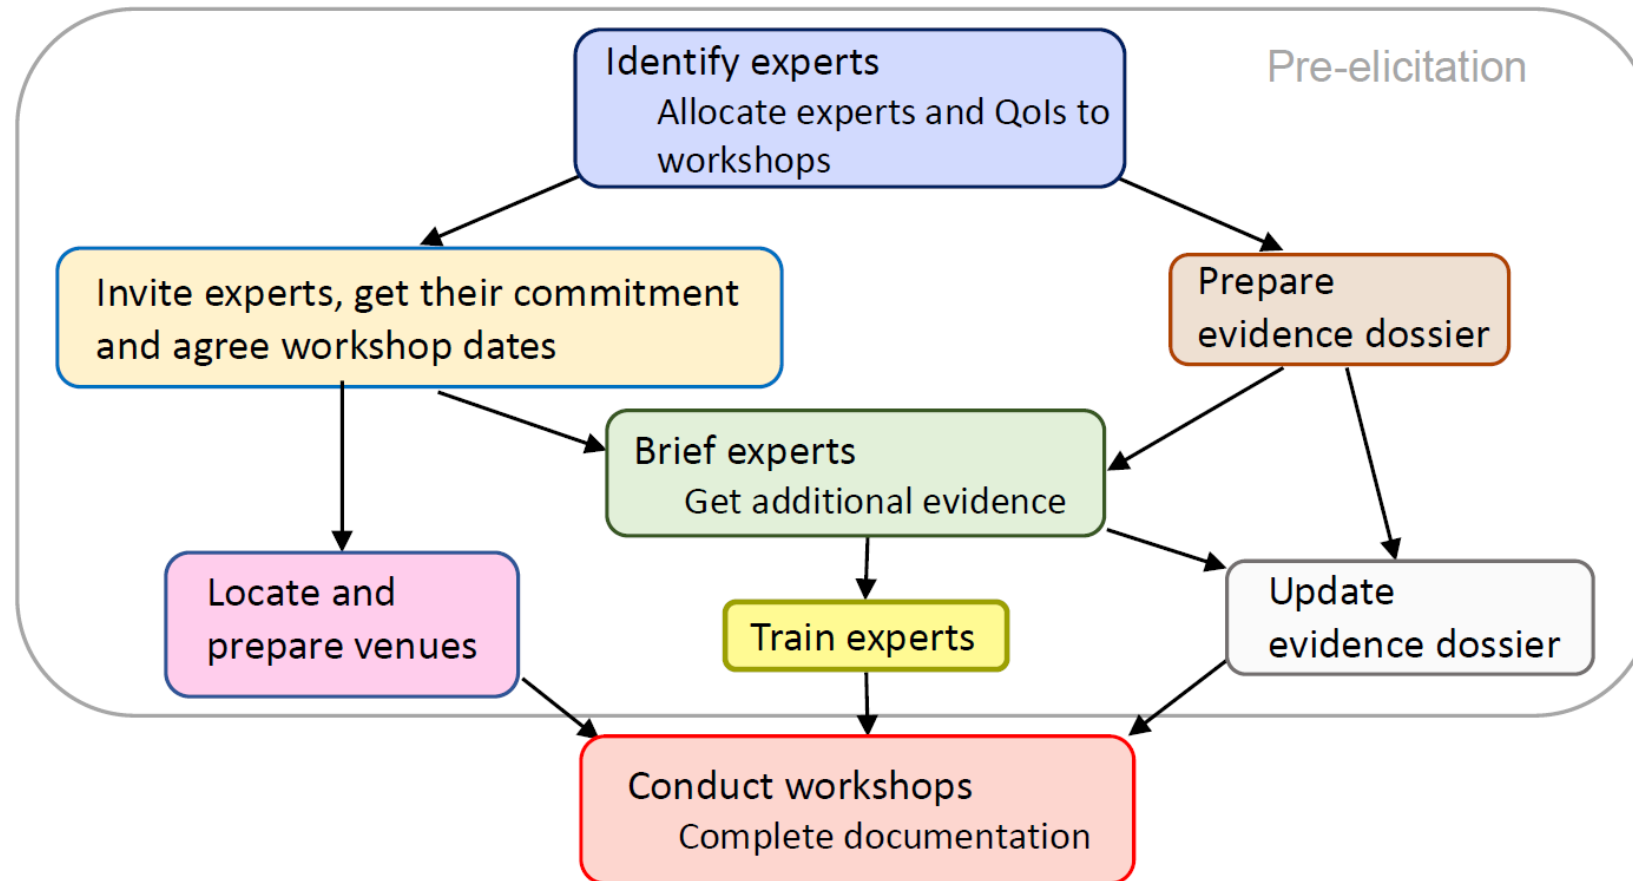 Pre-elicitation
Identify experts
Allocate experts and QoIs to
workshops
Invite experts, get their commitment
and agree workshop dates
Prepare
evidence dossier
Brief experts
Get additional evidence
Locate and
prepare venues
Train experts
Update
evidence dossier
Conduct workshops
Complete documentation